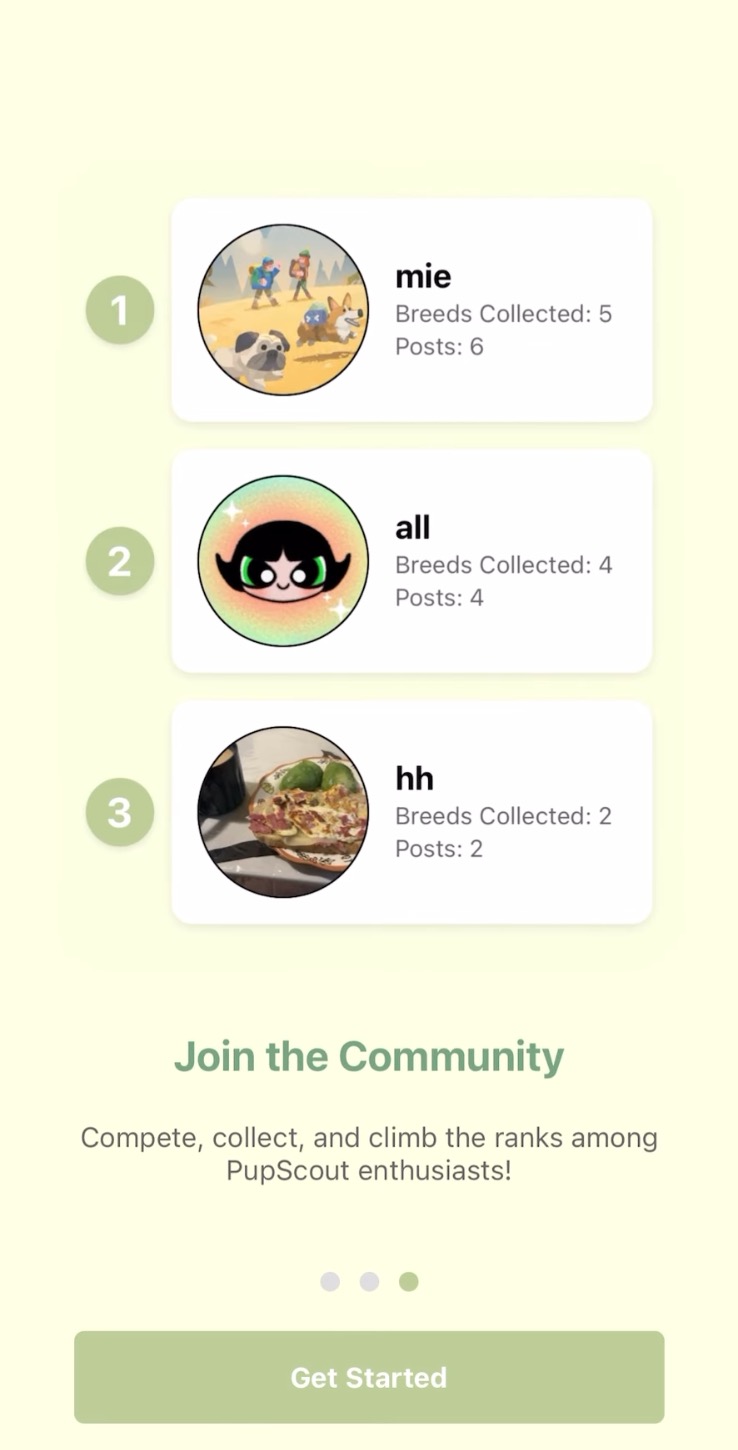 1
mie
Breeds Collected: 5
Posts: 6
2
all
Breeds Collected: 4
Posts: 4
3
hh
Breeds Collected: 2
Posts: 2
Join the Community
Compete, collect, and climb the ranks among
PupScout enthusiasts!
Get Started